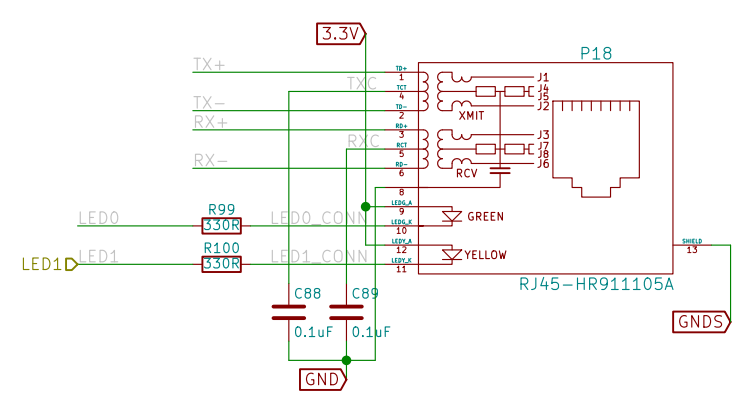 3.3V
P18
TX+
TD+
1
J1
TXC
TCT
4
J4
J5
TX-
TD-
2
J2
XMIT
RX+
RD+
3
J3
RXC
RCT
5
J7
J8
RX-
RD-
6
J6
RCV
8
LEDG_A
9
GREEN
LED0
R99
330R
LED0_CONN
LEDG_K
10
LEDY_A
12
YELLOW
SHIELD
13
LED1
LED1
R100
330R
LED1_CONN
LEDY_K
11
RJ45-HR911105A
C88
0.1uF
C89
0.1uF
GNDS
GND